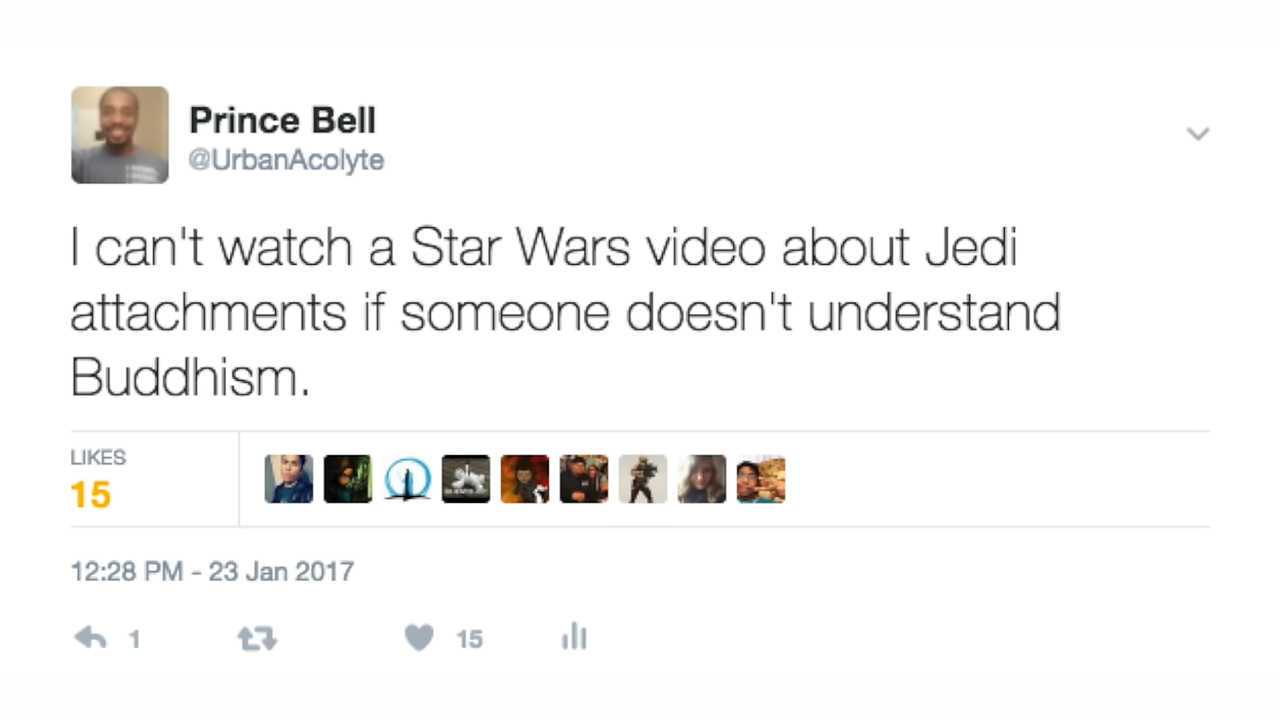 Prince Bell
@UrbanAcolyte
I can't watch a Star Wars video about Jedi
attachments if someone doesn't understand
Buddhism.
LIKES
15
12:28 PM - 23 Jan 2017
1
15